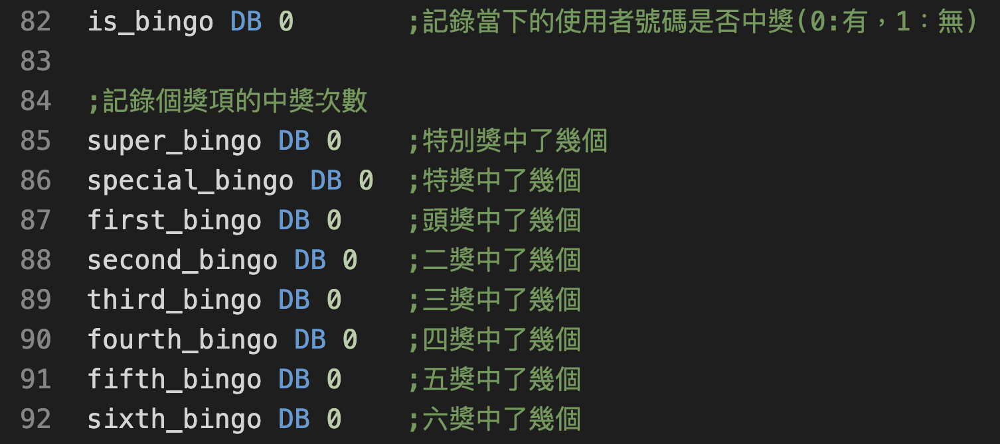 82 is_bingo DB 0 ;記錄當下的使用者號碼是否中獎(0:有，1：無)
83
84 ;記錄個獎項的中獎次數
85 super_bingo DB 0 ;特別獎中了幾個
86 special_bingo DB 0 ;特獎中了幾個
87 first_bingo DB 0 ;頭獎中了幾個
88 second_bingo DB 0 ;二獎中了幾個
89 third_bingo DB 0 ;三獎中了幾個
90 fourth_bingo DB 0 ;四獎中了幾個
91 fifth_bingo DB 0 ;五獎中了幾個
92 sixth_bingo DB 0 ;六獎中了幾個